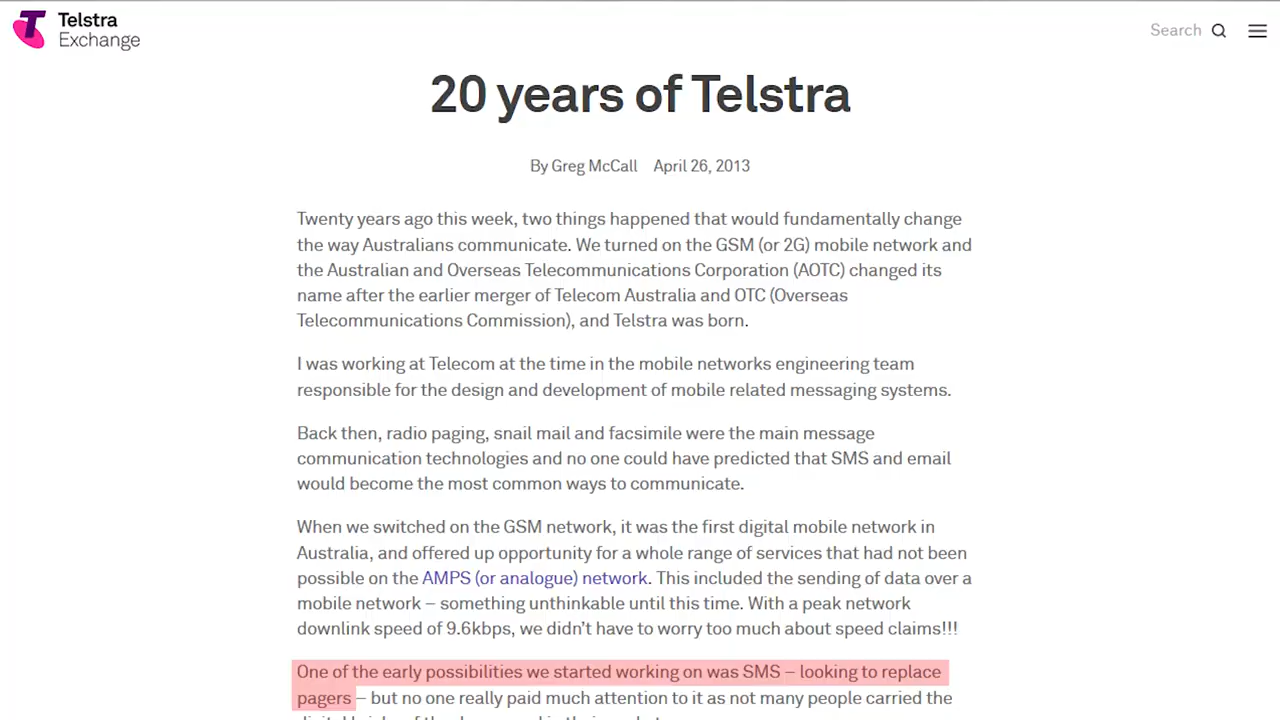 Telstra
Exchange
Search
20 years of Telstra
By Greg McCall April 26, 2013
Twenty years ago this week, two things happened that would fundamentally change
the way Australians communicate. We turned on the GSM (or 2G) mobile network and
the Australian and Overseas Telecommunications Corporation (AOTC) changed its
name after the earlier merger of Telecom Australia and OTC (Overseas
Telecommunications Commission), and Telstra was born.
I was working at Telecom at the time in the mobile networks engineering team
responsible for the design and development of mobile related messaging systems.
Back then, radio paging, snail mail and facsimile were the main message
communication technologies and no one could have predicted that SMS and email
would become the most common ways to communicate.
When we switched on the GSM network, it was the first digital mobile network in
Australia, and offered up opportunity for a whole range of services that had not been
possible on the AMPS (or analogue) network. This included the sending of data over a
mobile network – something unthinkable until this time. With a peak network
downlink speed of 9.6kbps, we didn’t have to worry too much about speed claims!!!
One of the early possibilities we started working on was SMS – looking to replace
pagers – but no one really paid much attention to it as not many people carried the